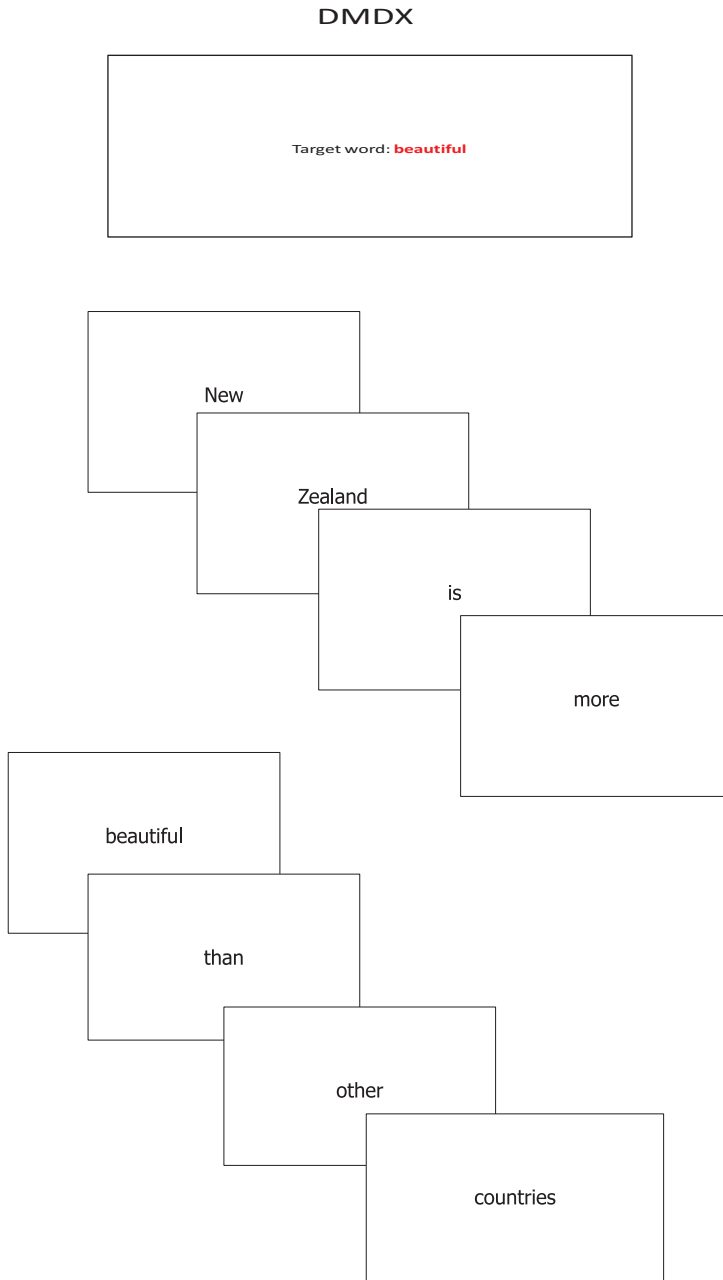 DMDX
Target word: beautiful
New
Zealand
is
more
beautiful
than
other
countries